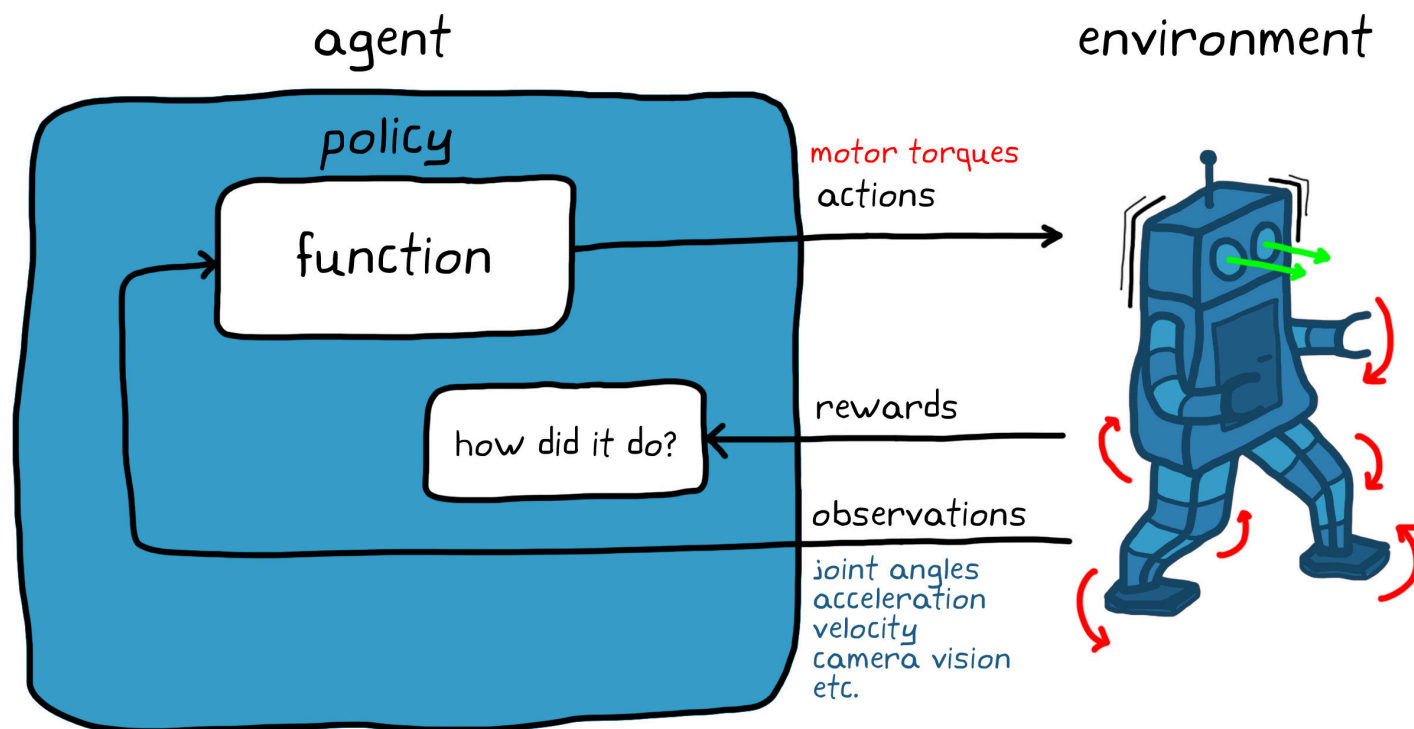 agent
environment
policy
function
motor torques
actions
how did it do?
rewards
observations
joint angles
acceleration
velocity
camera vision
etc.